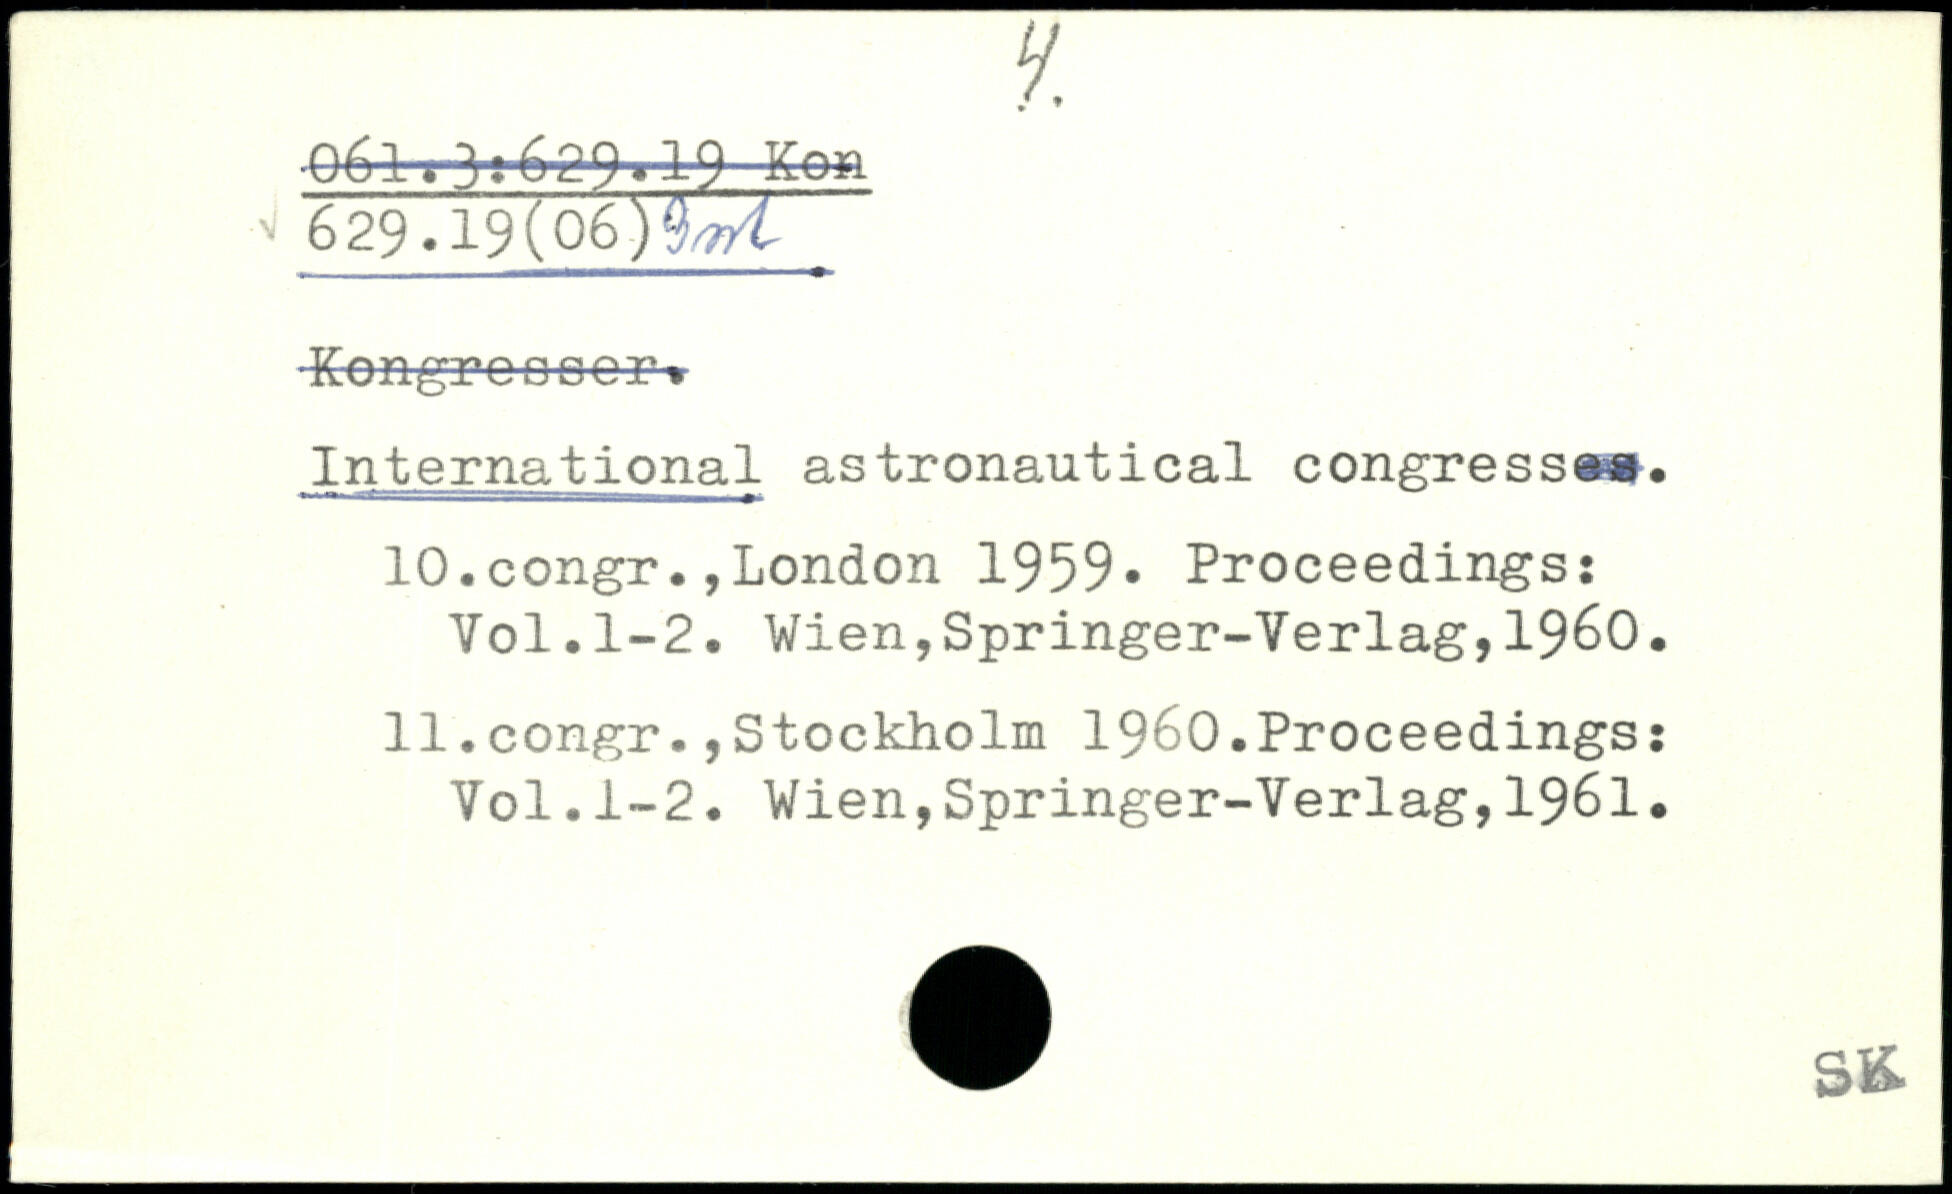 4.
061.3:629.19 Kon
629.19(06) Int
Kongresser.
International astronautical congresses.
10.congr.,London 1959. Proceedings:
Vol.1-2. Wien,Springer-Verlag,1960.
11.congr.,Stockholm 1960.Proceedings:
Vol.1-2. Wien,Springer-Verlag,1961.
SK